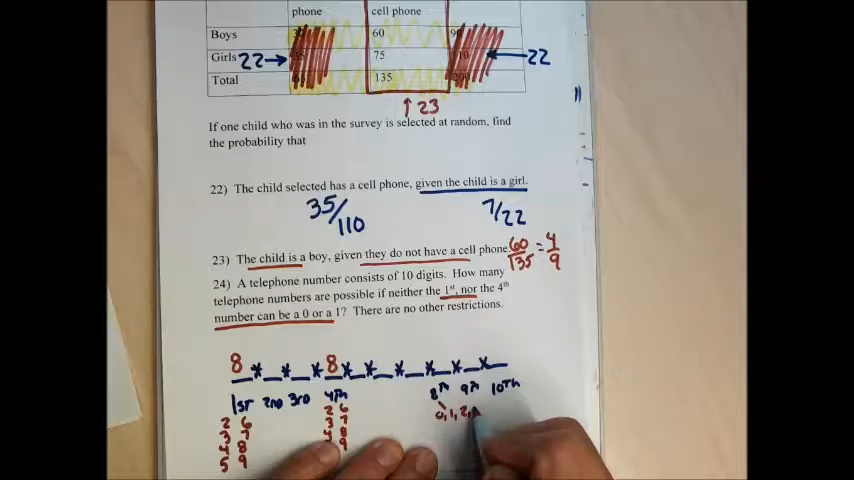 phone cell phone
Boys 60 90
Girls 22 → 35 75 110 ← 22
Total 135 200
↑ 23
If one child who was in the survey is selected at random, find
the probability that
22) The child selected has a cell phone, given the child is a girl.
35/110 7/22
23) The child is a boy, given they do not have a cell phone. 60/135 = 4/9
24) A telephone number consists of 10 digits. How many
telephone numbers are possible if neither the 1st, nor the 4th
number can be a 0 or a 1? There are no other restrictions.
8 * _ * _ * 8 * _ * _ * _ * _ * _ * _
1ST 2ND 3RD 4TH 8TH 9TH 10TH
2 6 2 6 0, 1, 2,
3 7 3 7
4 8 8
5 9 9